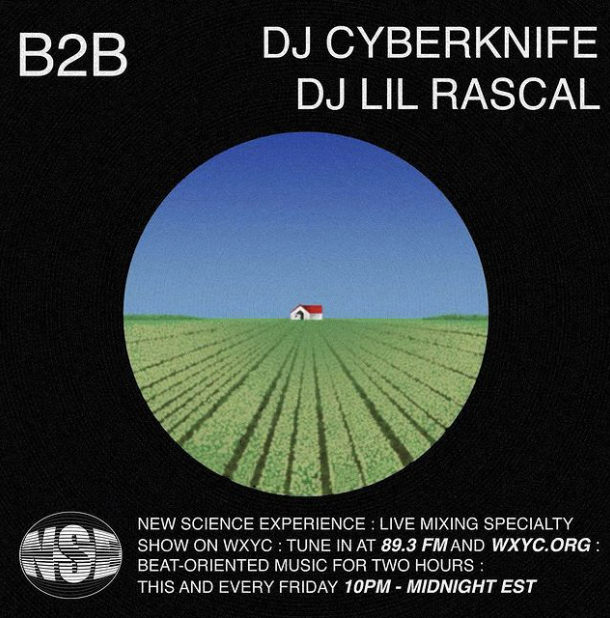 B2B
DJ CYBERKNIFE
DJ LIL RASCAL
NSE
NEW SCIENCE EXPERIENCE : LIVE MIXING SPECIALTY
SHOW ON WXYC : TUNE IN AT 89.3 FM AND WXYC.ORG :
BEAT-ORIENTED MUSIC FOR TWO HOURS :
THIS AND EVERY FRIDAY 10PM - MIDNIGHT EST